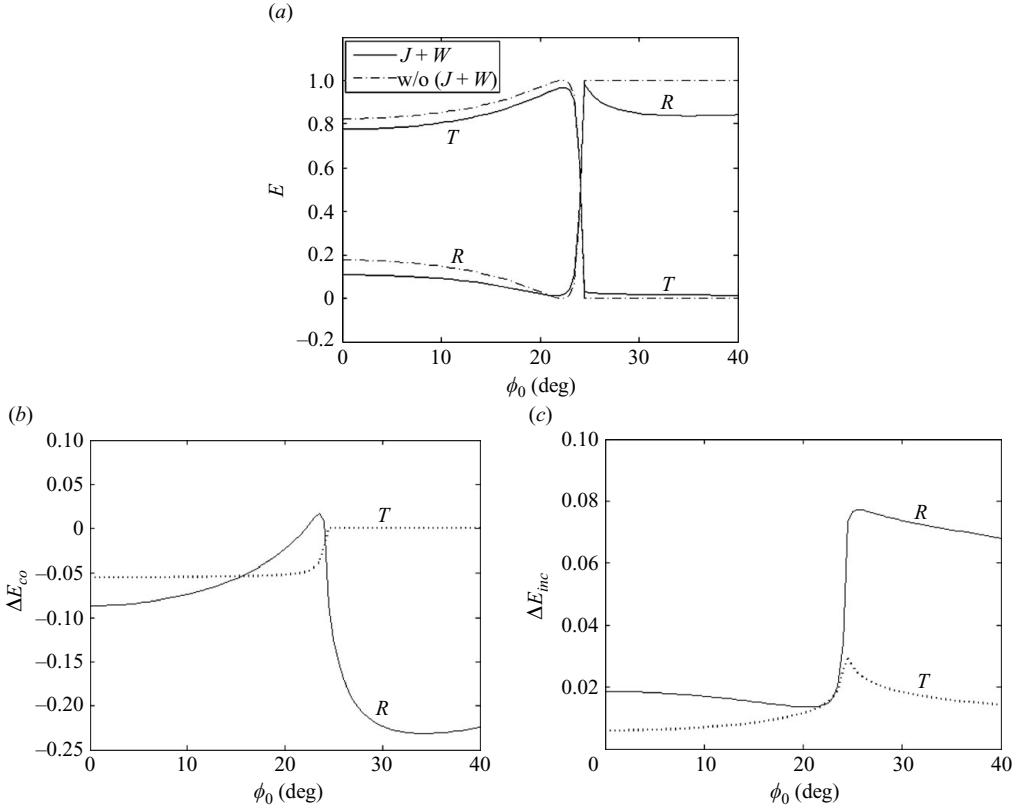 (a)
J + W
w/o (J + W)
1.0
0.8
0.6
0.4
0.2
0
–0.2
E
T
R
R
T
0 10 20 30 40
ϕ0 (deg)
(b)
0.10
0.05
0
–0.05
–0.10
–0.15
–0.20
–0.25
ΔEco
T
R
0 10 20 30 40
ϕ0 (deg)
(c)
0.10
0.08
0.06
0.04
0.02
ΔEinc
R
T
0 10 20 30 40
ϕ0 (deg)